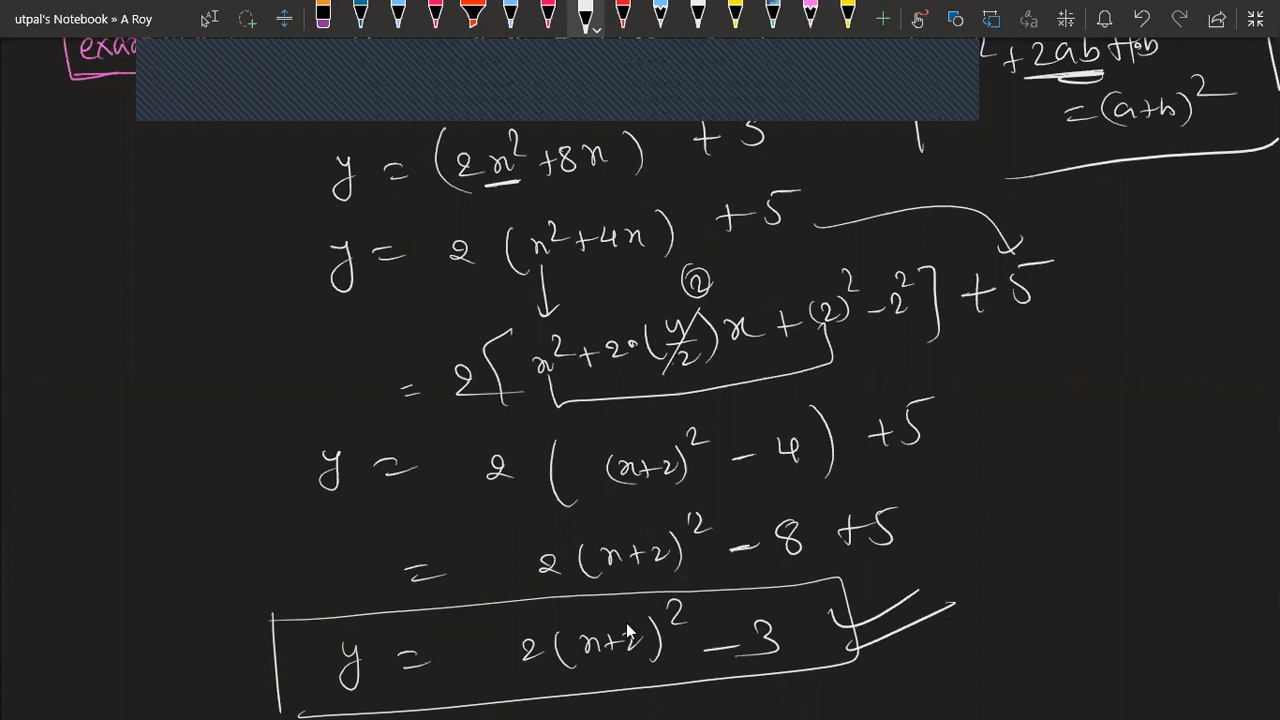 utpal's Notebook » A Roy
+ 2ab + b
= (a+b)²
y = (2x² + 8x) + 5
y = 2 (x² + 4x) + 5
②
= 2 [x² + 2·(4/2)x + (2)² - 2²] + 5
y = 2 ( (x+2)² - 4 ) + 5
= 2 (x+2)² - 8 + 5
y = 2 (x+2)² - 3